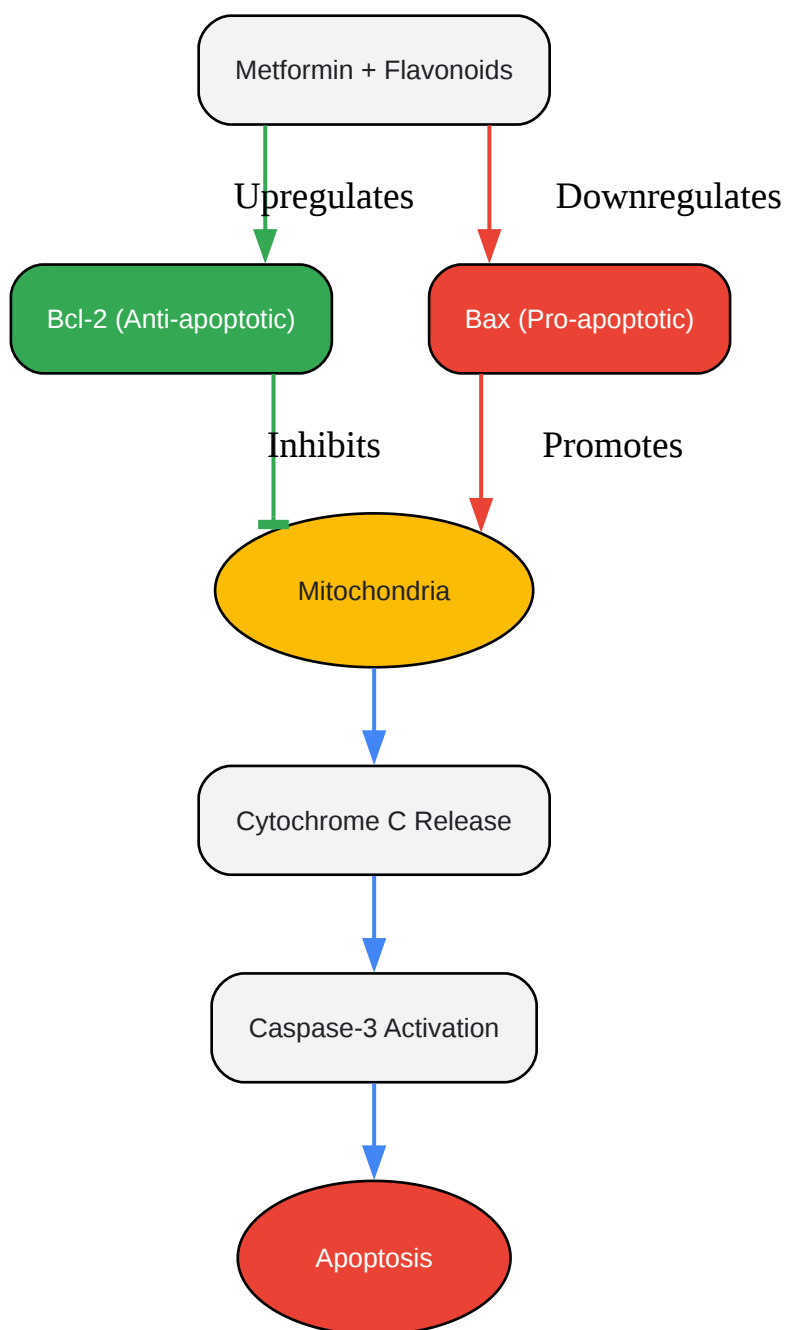 Metformin + Flavonoids
Upregulates
Downregulates
Bcl-2 (Anti-apoptotic)
Bax (Pro-apoptotic)
Inhibits
Promotes
Mitochondria
Cytochrome C Release
Caspase-3 Activation
Apoptosis